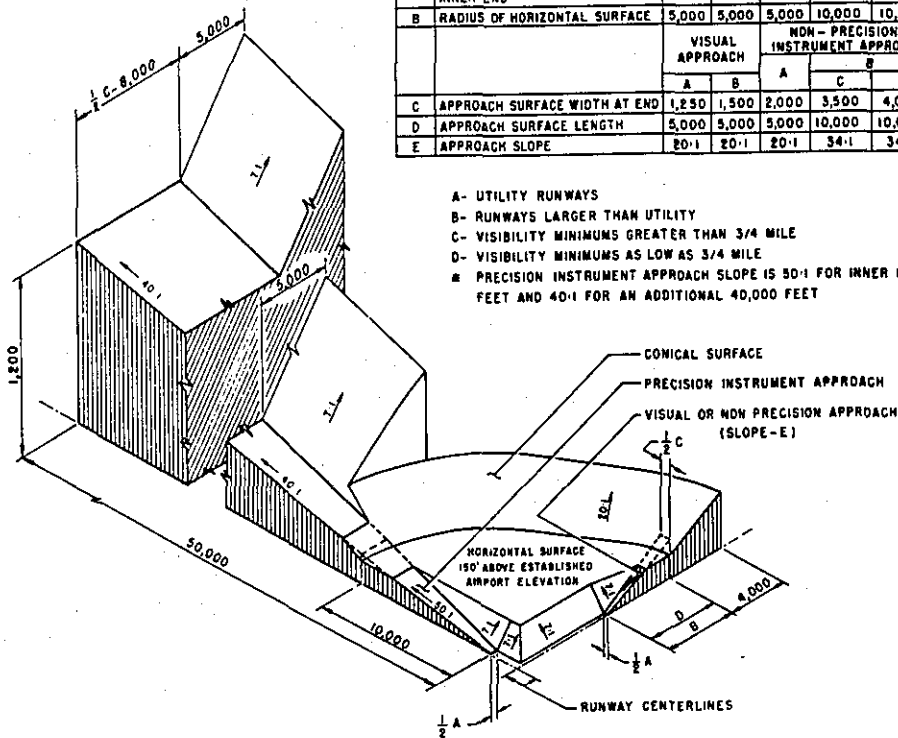 B RADIUS OF HORIZONTAL SURFACE 5,000 5,000 5,000 10,000 10,
VISUAL APPROACH
NON-PRECISION INSTRUMENT
A B A B
C
C APPROACH SURFACE WIDTH AT END 1,250 1,500 2,000 3,500
D APPROACH SURFACE LENGTH 5,000 5,000 5,000 10,000
E APPROACH SLOPE 20:1 20:1 20:1 34:1
A- UTILITY RUNWAYS
B- RUNWAYS LARGER THAN UTILITY
C- VISIBILITY MINIMUMS GREATER THAN 3/4 MILE
D- VISIBILITY MINIMUMS AS LOW AS 3/4 MILE
* PRECISION INSTRUMENT APPROACH SLOPE IS 50:1 FOR INNER
FEET AND 40:1 FOR AN ADDITIONAL 40,000 FEET
5,000
1/2 C-8,000
7:1
40:1
5,000
1,200
7:1
CONICAL SURFACE
PRECISION INSTRUMENT APPROACH
VISUAL OR NON PRECISION APPROACH
(SLOPE-E)
1/2 C
40:1
20:1
HORIZONTAL SURFACE
150' ABOVE ESTABLISHED
AIRPORT ELEVATION
50,000
50:1
7:1
7:1
7:1
7:1
4,000
D
B
10,000
1/2 A
RUNWAY CENTERLINES
1/2 A